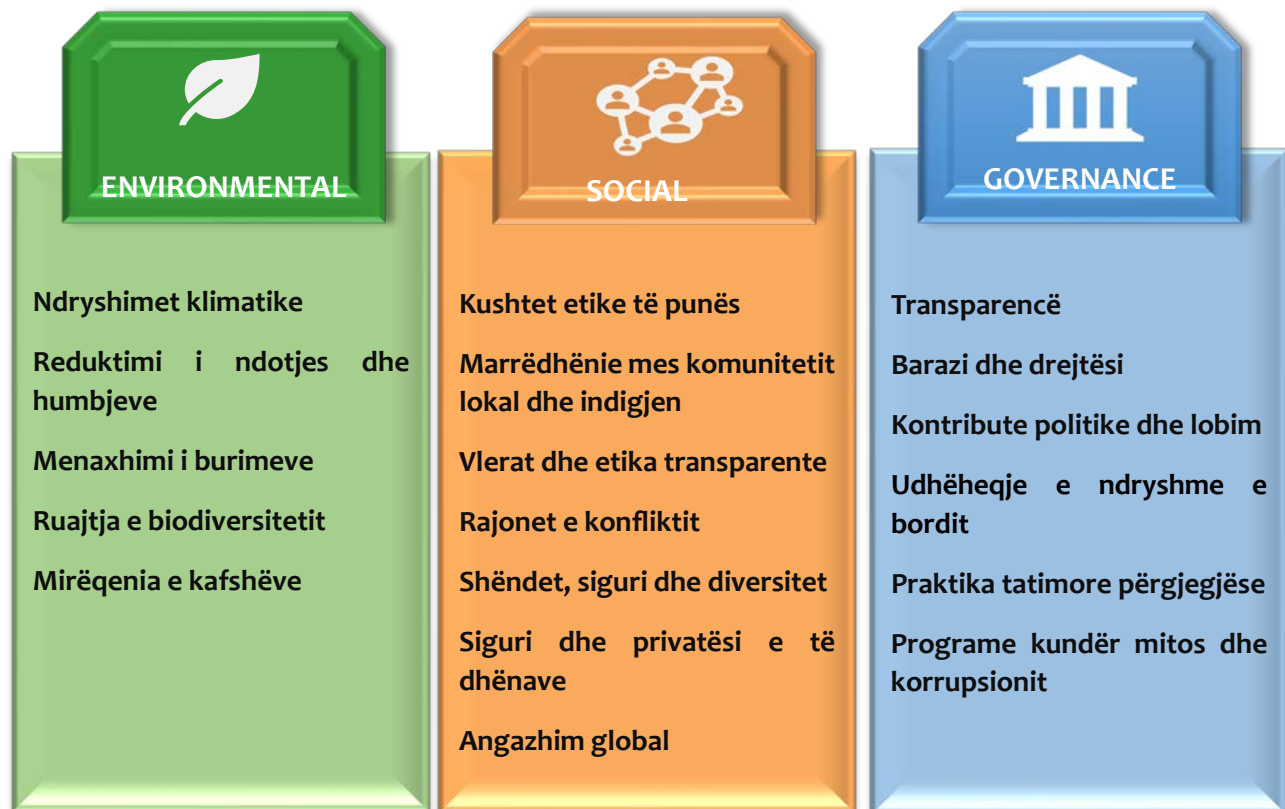 ENVIRONMENTAL
Ndryshimet klimatike
Reduktimi i ndotjes dhe
humbjeve
Menaxhimi i burimeve
Ruajtja e biodiversitetit
Mirëqenia e kafshëve
SOCIAL
Kushtet etike të punës
Marrëdhënie mes komunitetit
lokal dhe indigjen
Vlerat dhe etika transparente
Rajonet e konfliktit
Shëndet, siguri dhe diversitet
Siguri dhe privatësi e të
dhënave
Angazhim global
GOVERNANCE
Transparencë
Barazi dhe drejtësi
Kontribute politike dhe lobim
Udhëheqje e ndryshme e
bordit
Praktika tatimore përgjegjëse
Programe kundër mitos dhe
korrupsionit